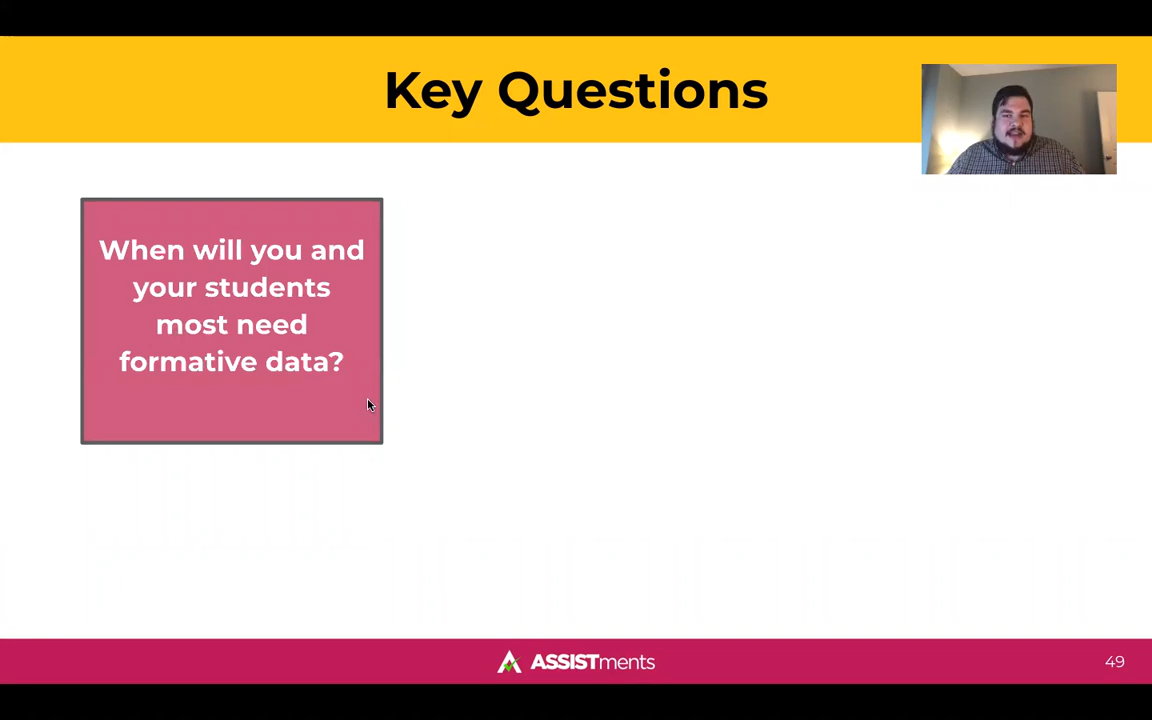 Key Questions
When will you and
your students
most need
formative data?
ASSISTments
49